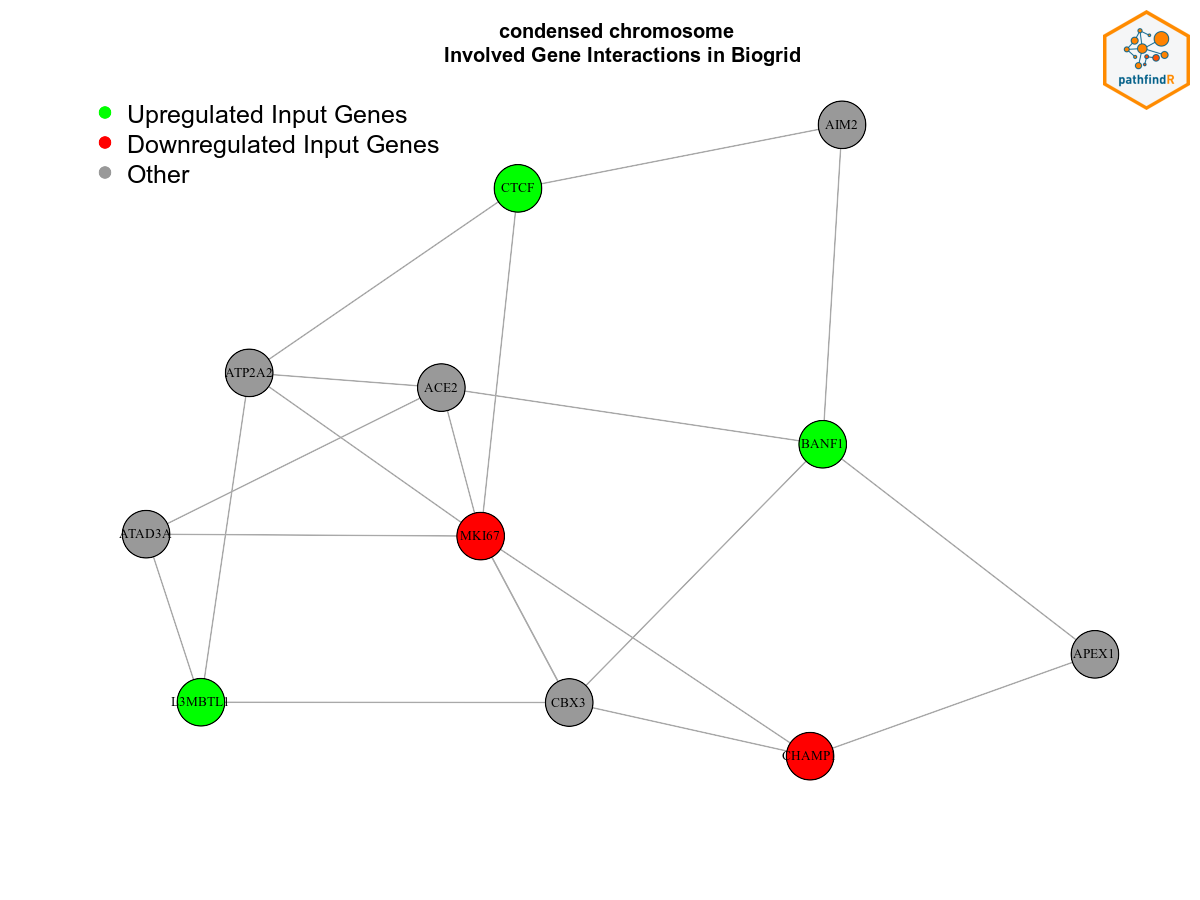 condensed chromosome
Involved Gene Interactions in Biogrid
pathfindR
Upregulated Input Genes
Downregulated Input Genes
Other
AIM2
CTCF
ATP2A2
ACE2
BANF1
ATAD3A
MKI67
APEX1
L3MBTL1
CBX3
CHAMP